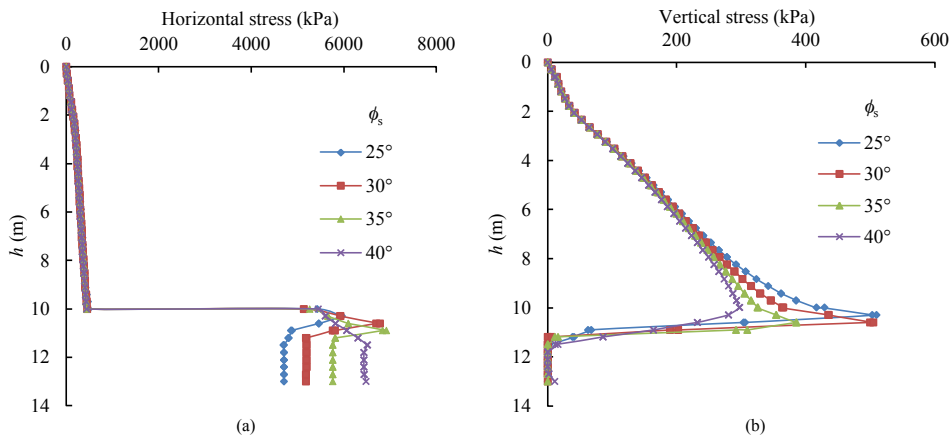 Horizontal stress (kPa)
0 2000 4000 6000 8000
0
2
4
6
8
10
12
14
h (m)
ϕs
25°
30°
35°
40°
(a)
Vertical stress (kPa)
0 200 400 600
0
2
4
6
8
10
12
14
h (m)
ϕs
25°
30°
35°
40°
(b)